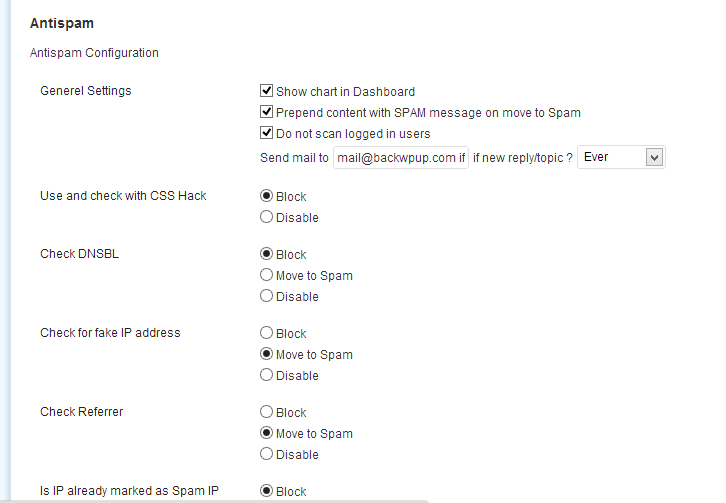 Antispam
Antispam Configuration
Generel Settings
Show chart in Dashboard
Prepend content with SPAM message on move to Spam
Do not scan logged in users
Send mail to mail@backwpup.com if if new reply/topic ? Ever
Use and check with CSS Hack
Block
Disable
Check DNSBL
Block
Move to Spam
Disable
Check for fake IP address
Block
Move to Spam
Disable
Check Referrer
Block
Move to Spam
Disable
Is IP already marked as Spam IP
Block